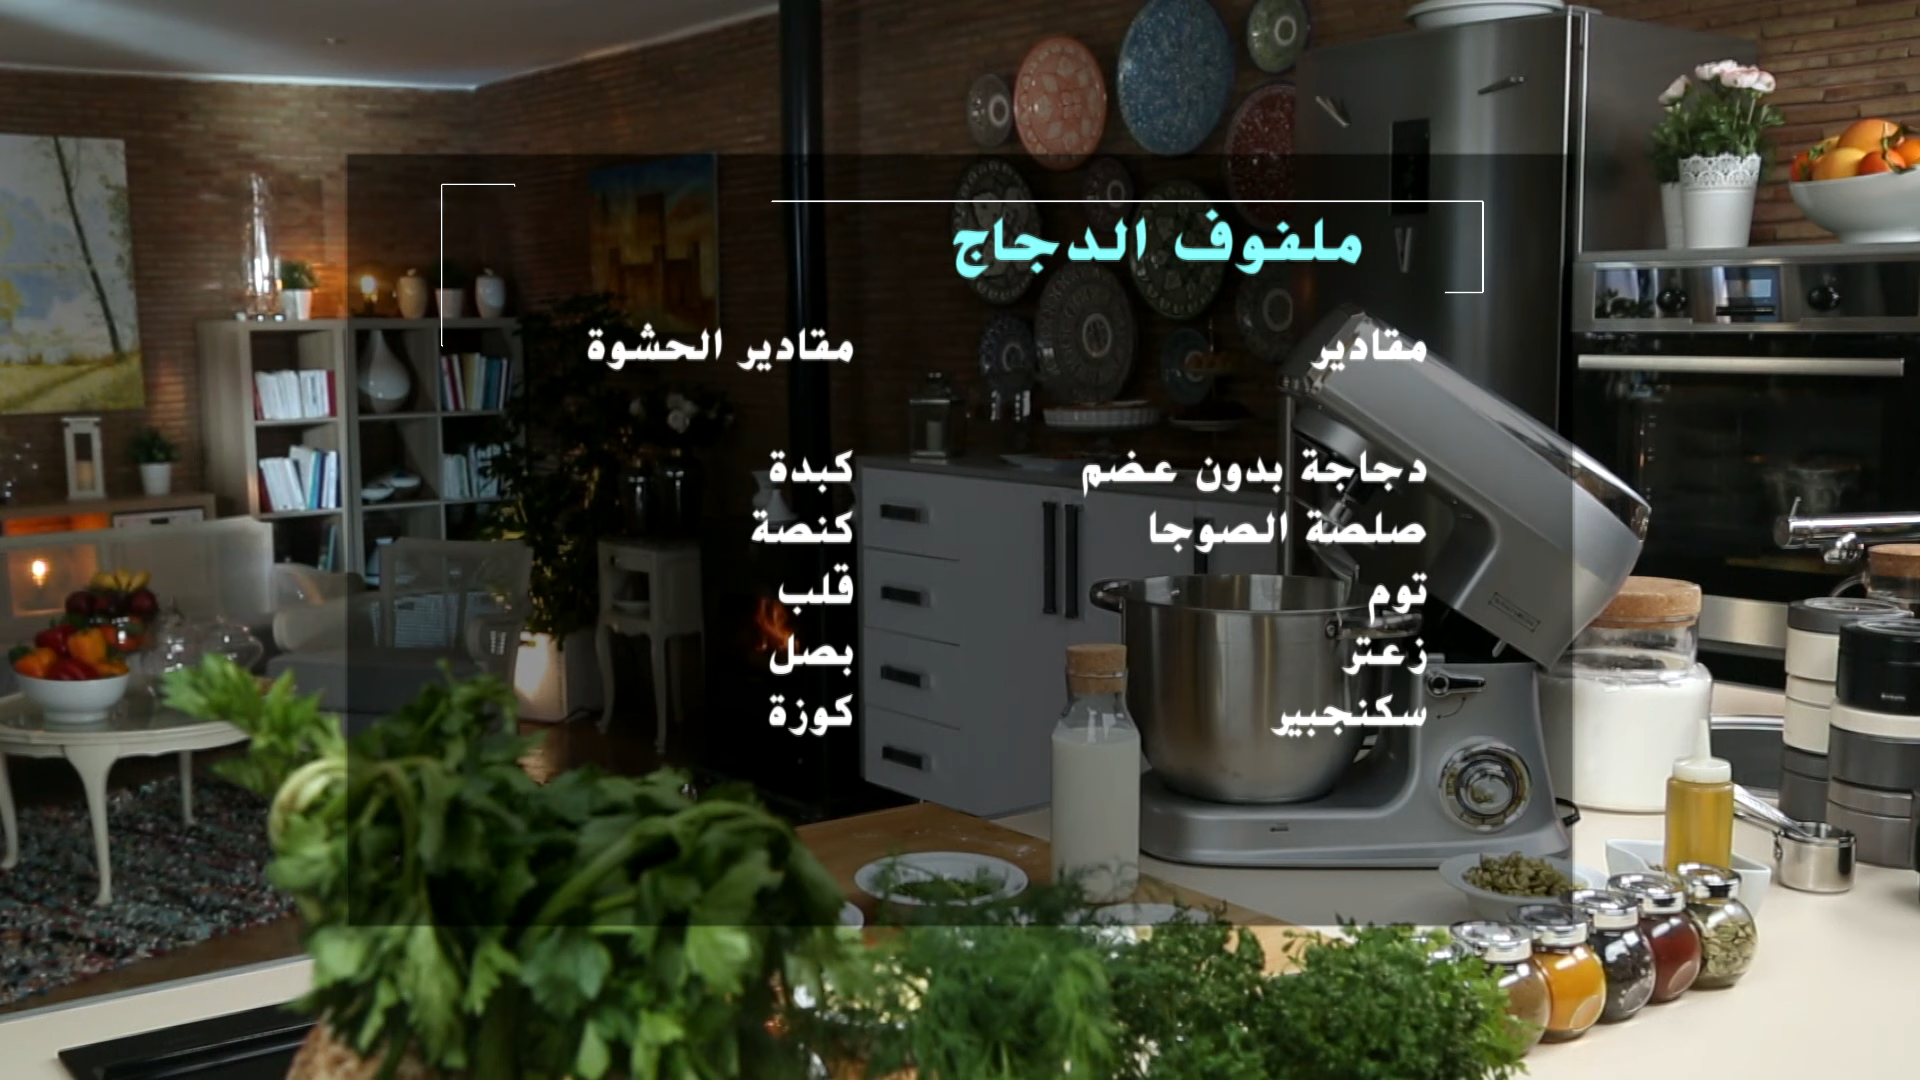 ملفوف الدجاج
مقادير
دجاجة بدون عضم
صلصة الصوجا
توم
زعتر
سكنجبير
مقادير الحشوة
كبدة
كنصة
قلب
بصل
كوزة